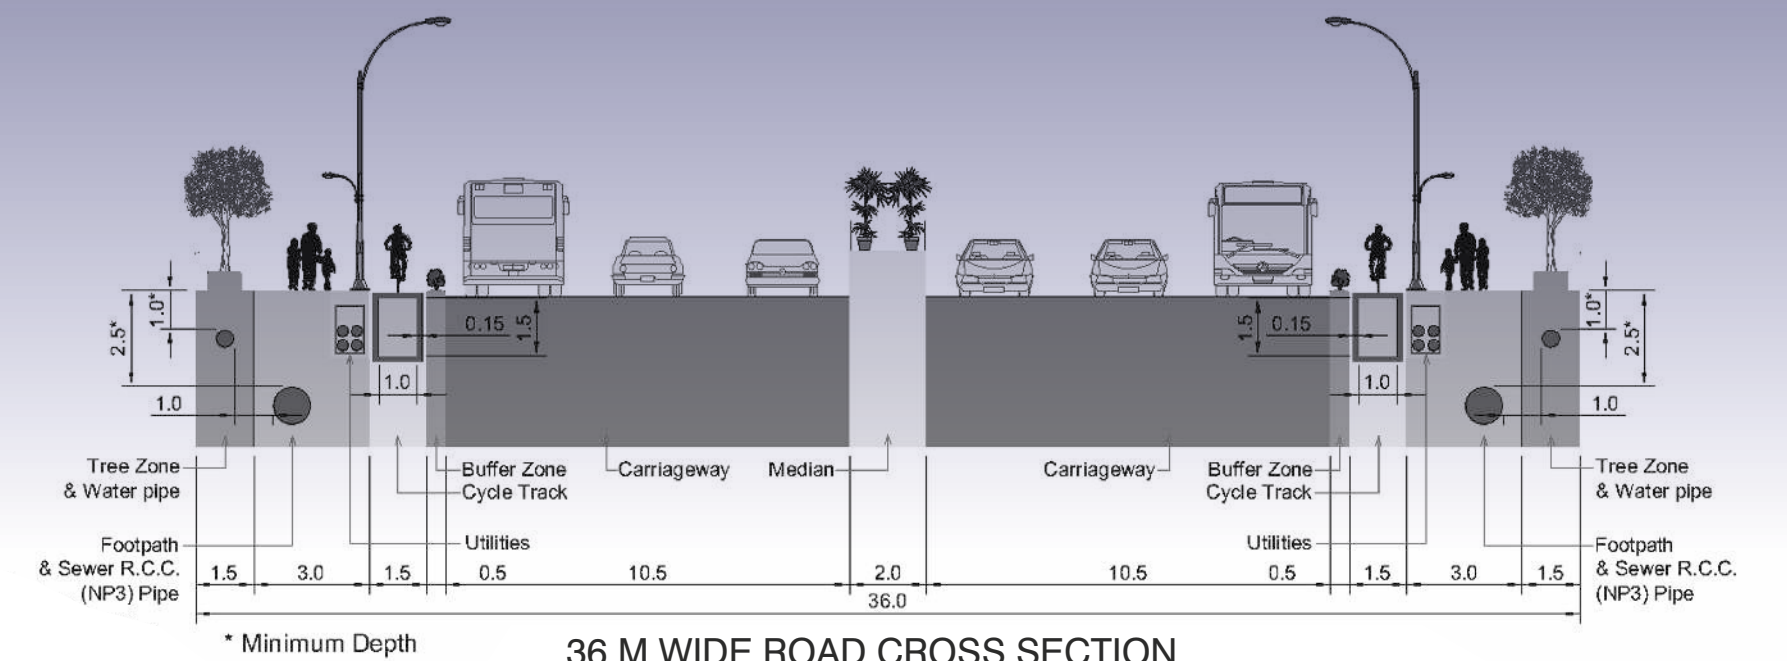 1.0*
2.5*
1.0
0.15
1.5
1.0
1.5
0.15
1.0
1.0*
2.5*
1.0
Tree Zone
& Water pipe
Buffer Zone
Cycle Track
Carriageway
Median
Carriageway
Buffer Zone
Cycle Track
Tree Zone
& Water pipe
Footpath
& Sewer R.C.C.
(NP3) Pipe
Utilities
Utilities
Footpath
& Sewer R.C.C.
(NP3) Pipe
1.5 3.0 1.5 0.5 10.5 2.0 10.5 0.5 1.5 3.0 1.5
36.0
* Minimum Depth
36 M WIDE ROAD CROSS SECTION